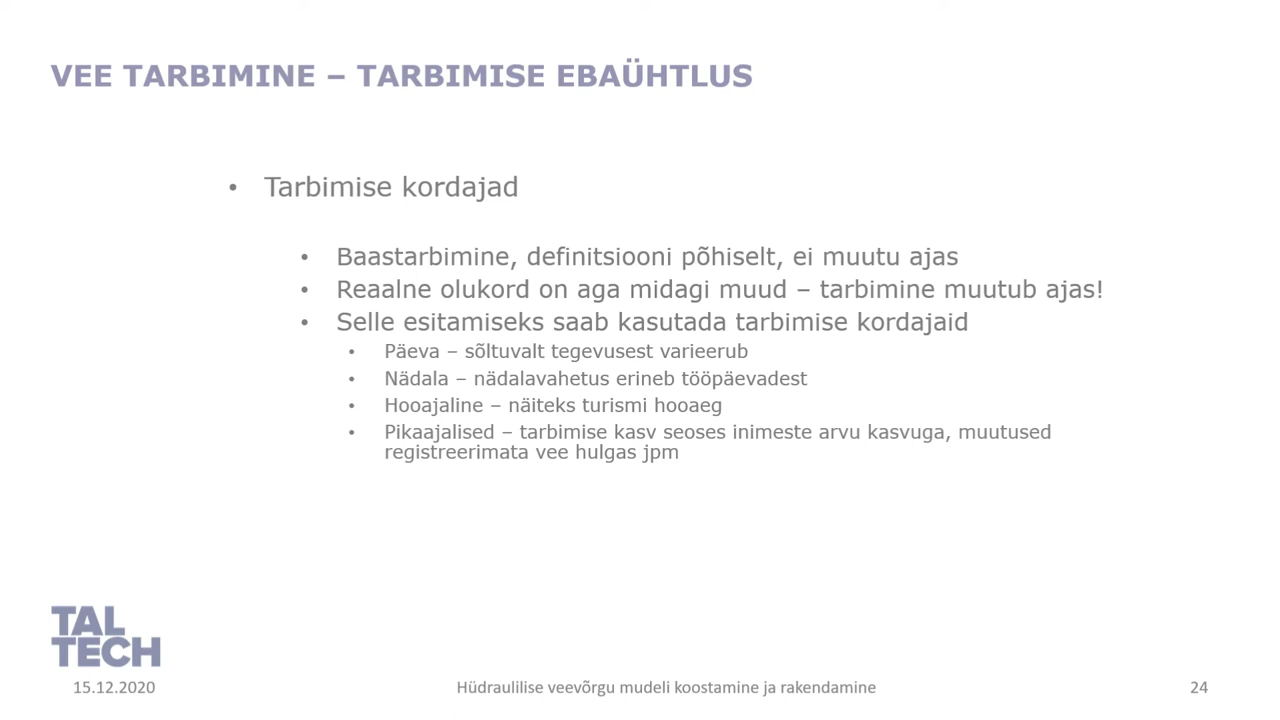 VEE TARBIMINE – TARBIMISE EBAÜHTLUS
• Tarbimise kordajad
• Baastarbimine, definitsiooni põhiselt, ei muutu ajas
• Reaalne olukord on aga midagi muud – tarbimine muutub ajas!
• Selle esitamiseks saab kasutada tarbimise kordajaid
• Päeva – sõltuvalt tegevusest varieerub
• Nädala – nädalavahetus erineb tööpäevadest
• Hooajaline – näiteks turismi hooaeg
• Pikaajalised – tarbimise kasv seoses inimeste arvu kasvuga, muutused
registreerimata vee hulgas jpm
TAL
TECH
15.12.2020
Hüdraulilise veevõrgu mudeli koostamine ja rakendamine
24